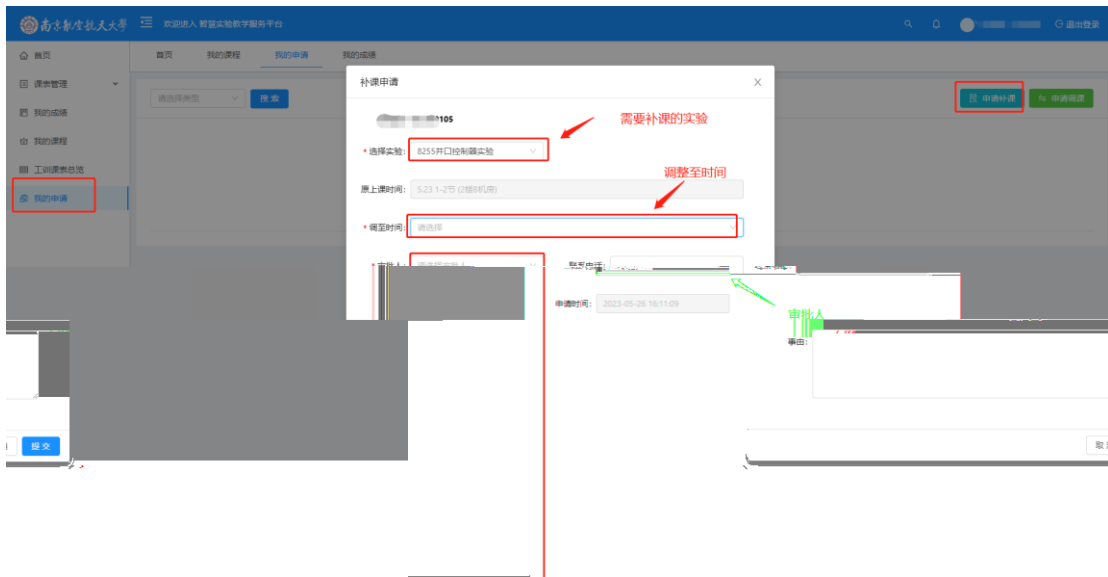 南京航空航天大学
欢迎进入 智慧实验教学服务平台
退出登录
首页
课表管理
我的成绩
我的课程
工训课表总览
我的申请
首页 我的课程 我的申请 我的成绩
请选择类型 搜索
申请补课 申请调课
补课申请
105
需要补课的实验
* 选择实验: 8255并口控制器实验
调整至时间
原上课时间: 5.23 1-2节 (2楼B机房)
* 调至时间: 请选择
* 审批人: 请选择审批人
联系电话:
申请时间: 2023-05-26 16:11:09
审批人
事由:
提交
取